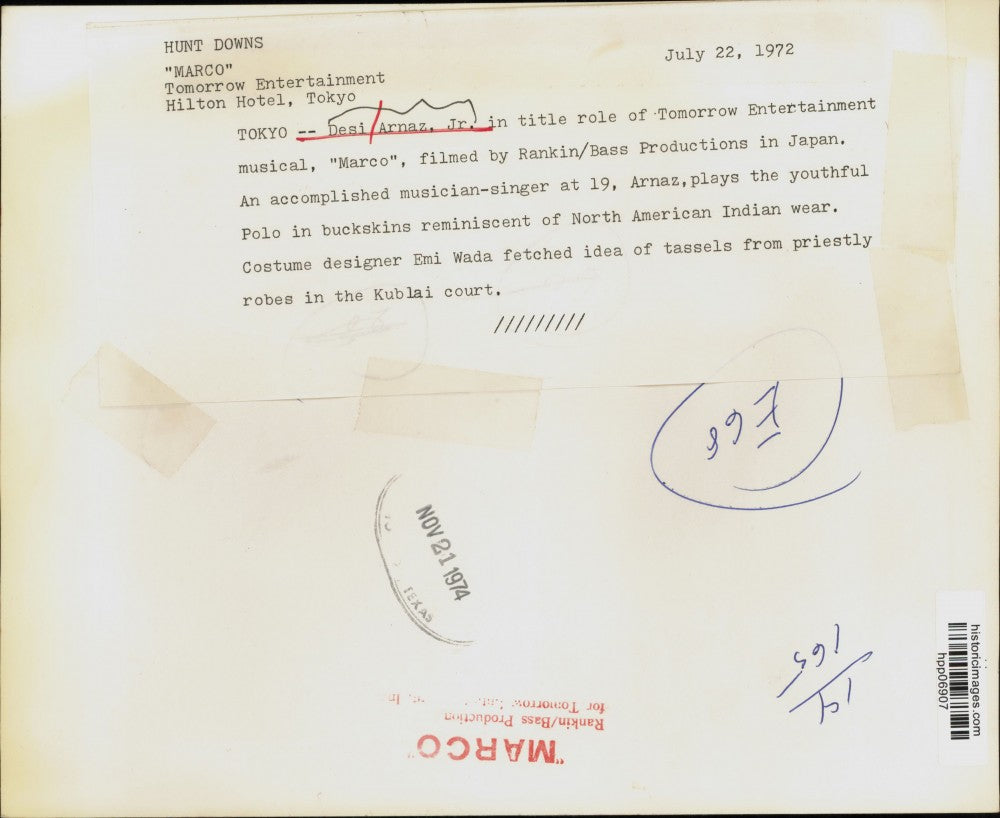 HUNT DOWNS
July 22, 1972
"MARCO"
Tomorrow Entertainment
Hilton Hotel, Tokyo
TOKYO -- Desi Arnaz, Jr. in title role of Tomorrow Entertainment
musical, "Marco", filmed by Rankin/Bass Productions in Japan.
An accomplished musician-singer at 19, Arnaz,plays the youthful
Polo in buckskins reminiscent of North American Indian wear.
Costume designer Emi Wada fetched idea of tassels from priestly
robes in the Kublai court.
//////////
NOV 21 1974
TEXAS
"MARCO"
Rankin/Bass Production
for Tomorrow
historicimages.com
hpp06907